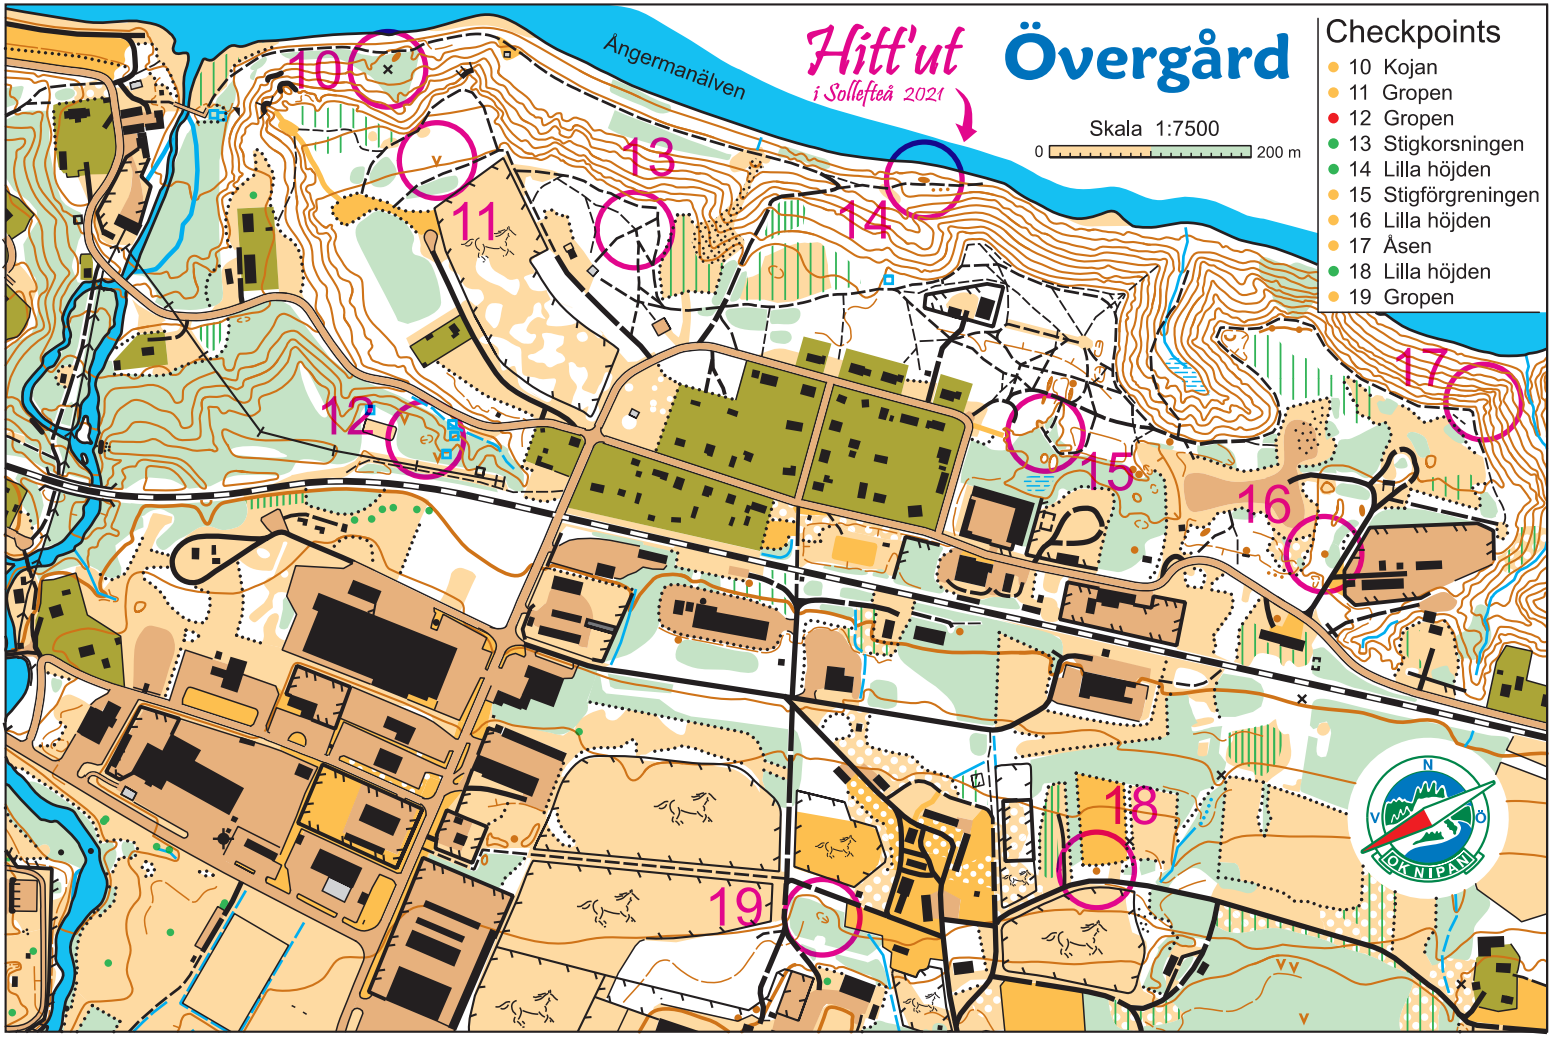 Hitt'ut
i Sollefteå 2021
Övergård
Ångermanälven
Skala 1:7500
0 200 m
Checkpoints
10 Kojan
11 Gropen
12 Gropen
13 Stigkorsningen
14 Lilla höjden
15 Stigförgreningen
16 Lilla höjden
17 Åsen
18 Lilla höjden
19 Gropen
10
11
12
13
14
15
16
17
18
19
N
V
Ö
OK NIPAN